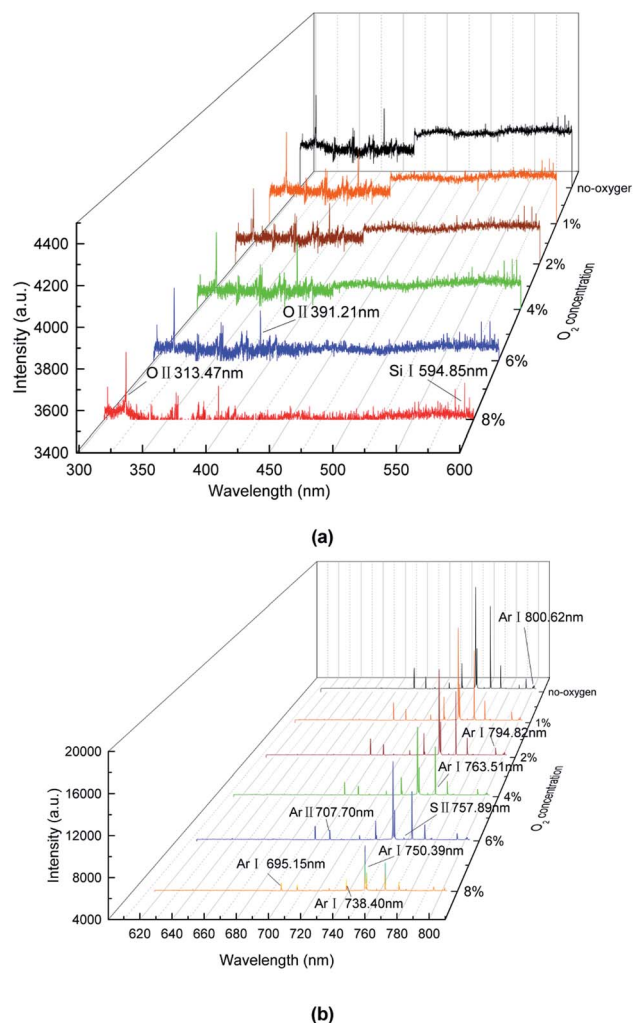 no-oxyger
1%
2%
4%
6%
8%
O₂ concentration
4400
4200
4000
3800
3600
3400
Intensity (a.u.)
O Ⅱ 391.21nm
O Ⅱ 313.47nm
Si Ⅰ 594.85nm
300 350 400 450 500 550 600
Wavelength (nm)
(a)
Ar Ⅰ 800.62nm
no-oxygen
1%
2%
4%
6%
8%
O₂ concentration
Ar Ⅰ 794.82nm
Ar Ⅰ 763.51nm
20000
16000
12000
8000
4000
Intensity (a.u.)
Ar Ⅱ 707.70nm
S Ⅱ 757.89nm
Ar Ⅰ 750.39nm
Ar Ⅰ 695.15nm
Ar Ⅰ 738.40nm
620 640 660 680 700 720 740 760 780 800
Wavelength (nm)
(b)